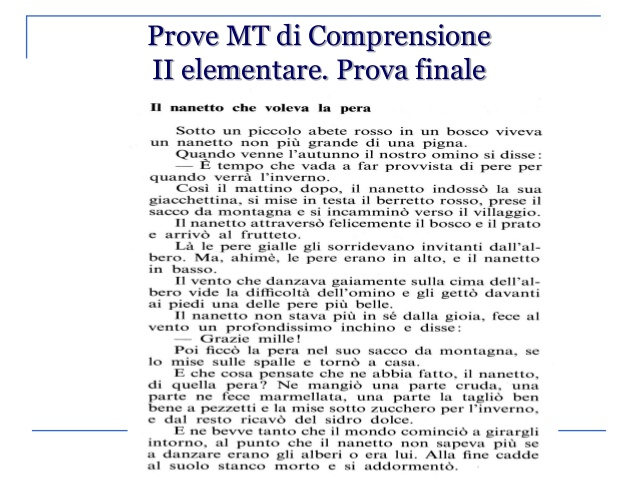 Prove MT di Comprensione
II elementare. Prova finale
Il nanetto che voleva la pera
Sotto un piccolo abete rosso in un bosco viveva
un nanetto non più grande di una pigna.
Quando venne l'autunno il nostro omino si disse:
— È tempo che vada a far provvista di pere per
quando verrà l'inverno.
Così il mattino dopo, il nanetto indossò la sua
giacchettina, si mise in testa il berretto rosso, prese il
sacco da montagna e si incamminò verso il villaggio.
Il nanetto attraversò felicemente il bosco e il prato
e arrivò al frutteto.
Là le pere gialle gli sorridevano invitanti dall'al-
bero. Ma, ahimè, le pere erano in alto, e il nanetto
in basso.
Il vento che danzava gaiamente sulla cima dell'al-
bero vide la difficoltà dell'omino e gli gettò davanti
ai piedi una delle pere più belle.
Il nanetto non stava più in sé dalla gioia, fece al
vento un profondissimo inchino e disse:
— Grazie mille!
Poi ficcò la pera nel suo sacco da montagna, se
lo mise sulle spalle e tornò a casa.
E che cosa pensate che ne abbia fatto, il nanetto,
di quella pera? Ne mangiò una parte cruda, una
parte ne fece marmellata, una parte la tagliò ben
bene a pezzetti e la mise sotto zucchero per l'inverno,
e dal resto ricavò del sidro dolce.
E ne bevve tanto che il mondo cominciò a girargli
intorno, al punto che il nanetto non sapeva più se
a danzare erano gli alberi o era lui. Alla fine cadde
al suolo stanco morto e si addormentò.